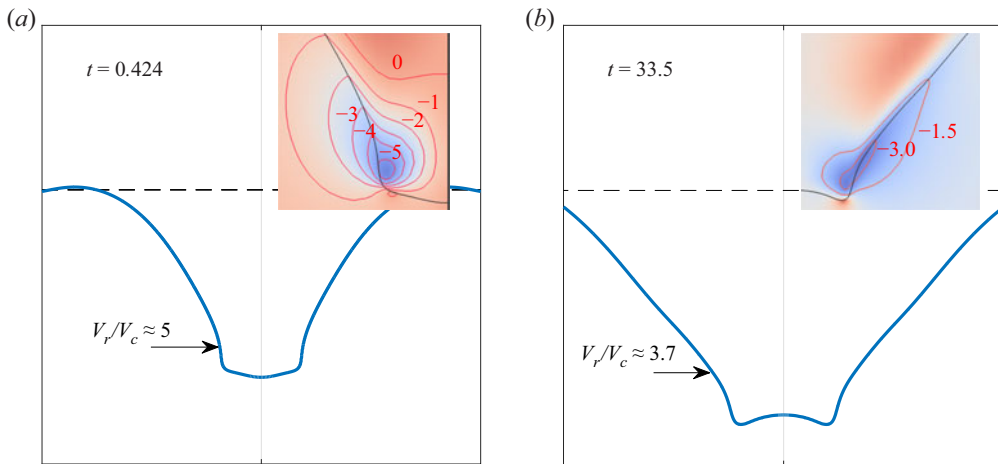 (a)
t = 0.424
0
−1
−2
−3
−4
−5
V_r/V_c ≈ 5
(b)
t = 33.5
−1.5
−3.0
V_r/V_c ≈ 3.7